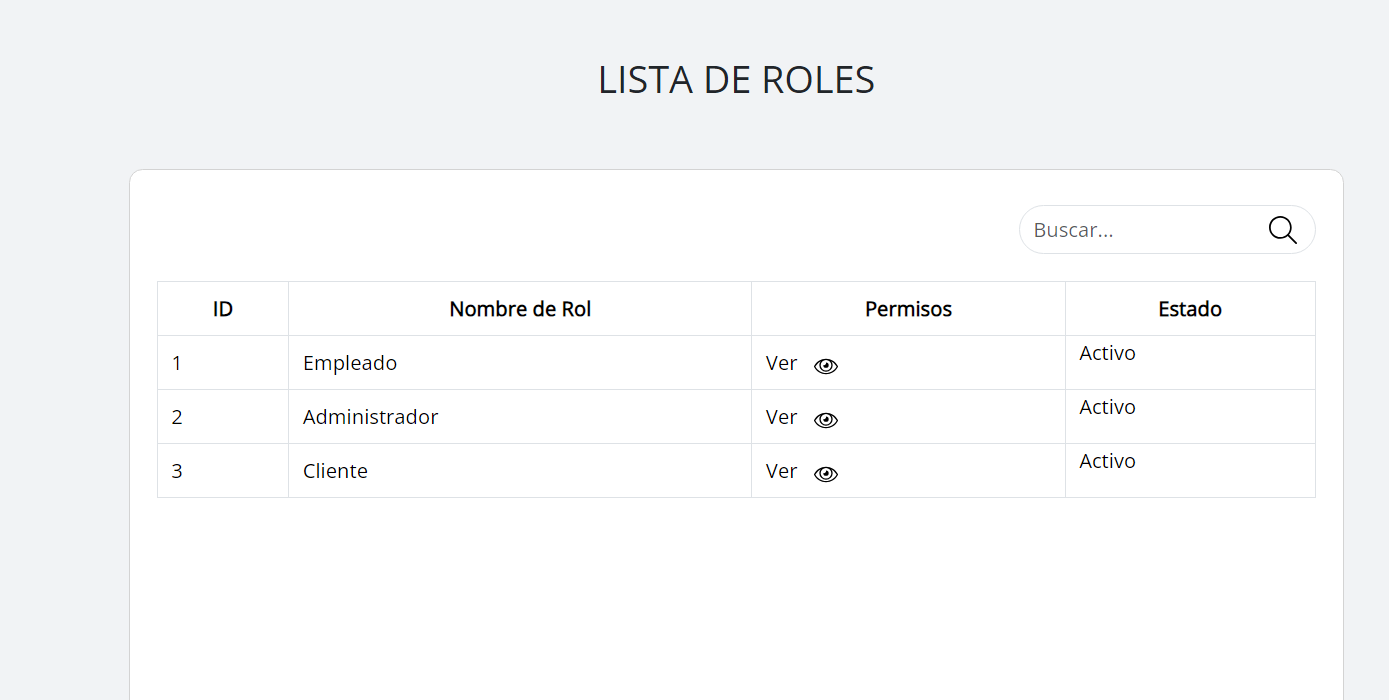 LISTA DE ROLES
Buscar...
ID Nombre de Rol Permisos Estado
1 Empleado Ver Activo
2 Administrador Ver Activo
3 Cliente Ver Activo